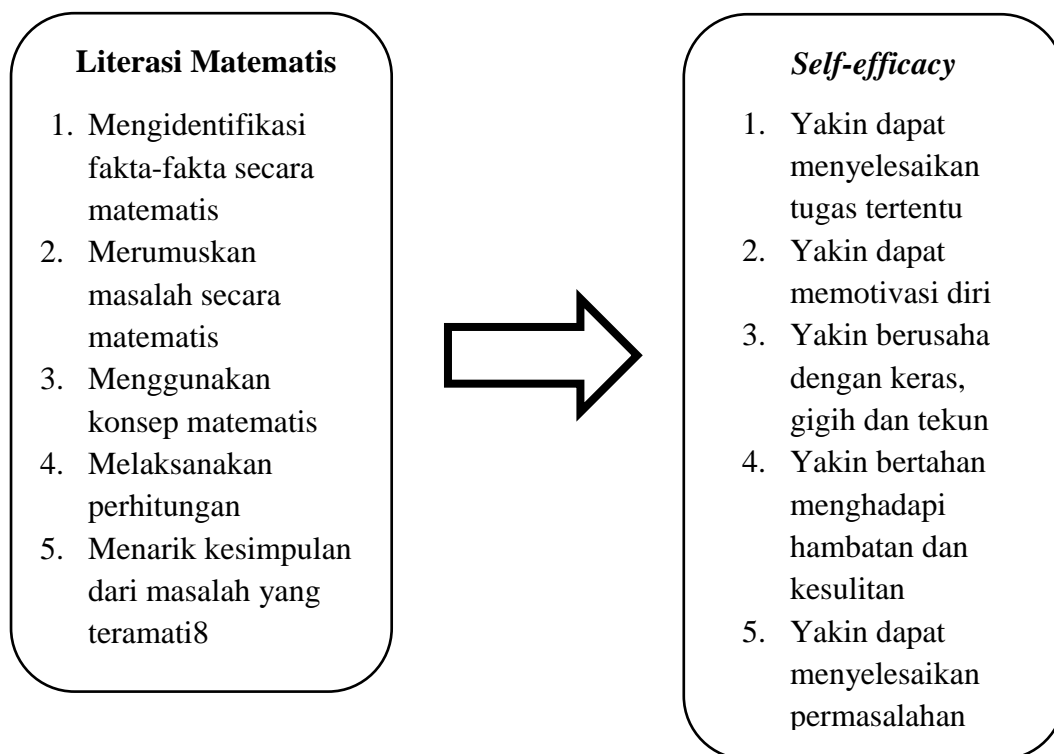 Literasi Matematis
1. Mengidentifikasi
fakta-fakta secara
matematis
2. Merumuskan
masalah secara
matematis
3. Menggunakan
konsep matematis
4. Melaksanakan
perhitungan
5. Menarik kesimpulan
dari masalah yang
teramati8
Self-efficacy
1. Yakin dapat
menyelesaikan
tugas tertentu
2. Yakin dapat
memotivasi diri
3. Yakin berusaha
dengan keras,
gigih dan tekun
4. Yakin bertahan
menghadapi
hambatan dan
kesulitan
5. Yakin dapat
menyelesaikan
permasalahan